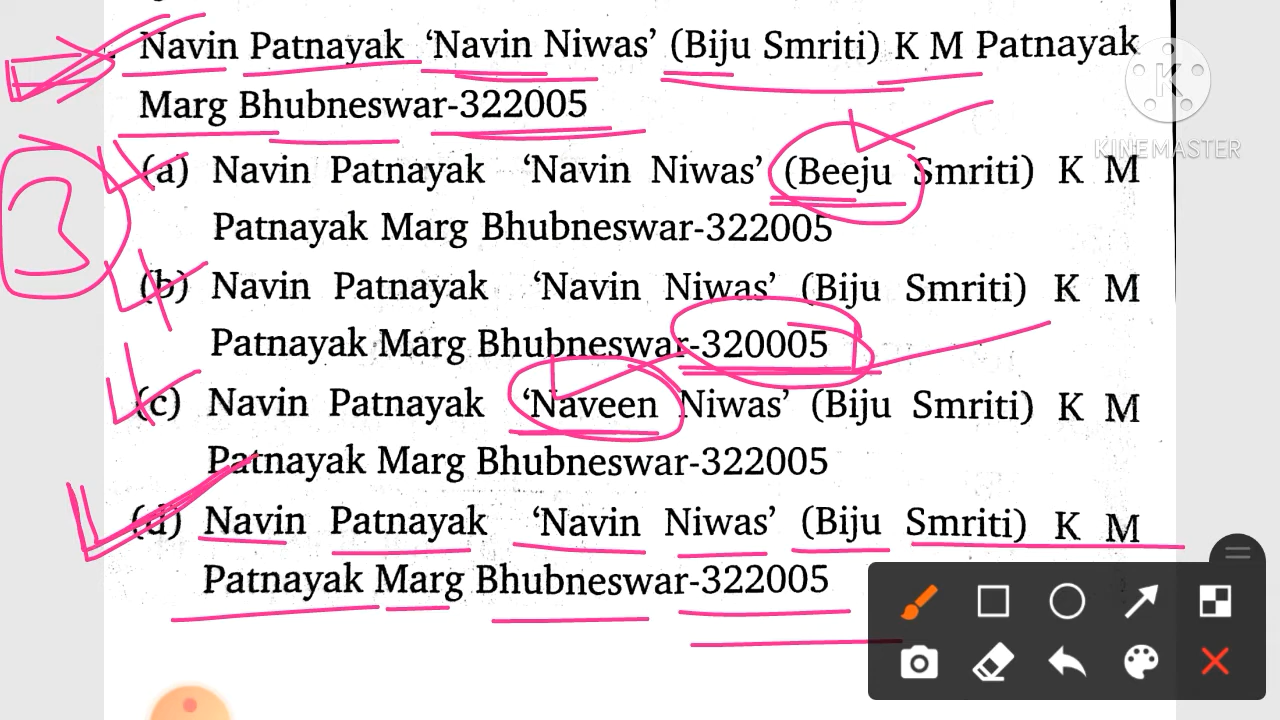 Navin Patnayak ‘Navin Niwas’ (Biju Smriti) K M Patnayak
Marg Bhubneswar-322005
(a) Navin Patnayak ‘Navin Niwas’ (Beeju Smriti) K M
Patnayak Marg Bhubneswar-322005
(b) Navin Patnayak ‘Navin Niwas’ (Biju Smriti) K M
Patnayak Marg Bhubneswar-320005
(c) Navin Patnayak ‘Naveen Niwas’ (Biju Smriti) K M
Patnayak Marg Bhubneswar-322005
(d) Navin Patnayak ‘Navin Niwas’ (Biju Smriti) K M
Patnayak Marg Bhubneswar-322005
K
KINEMASTER